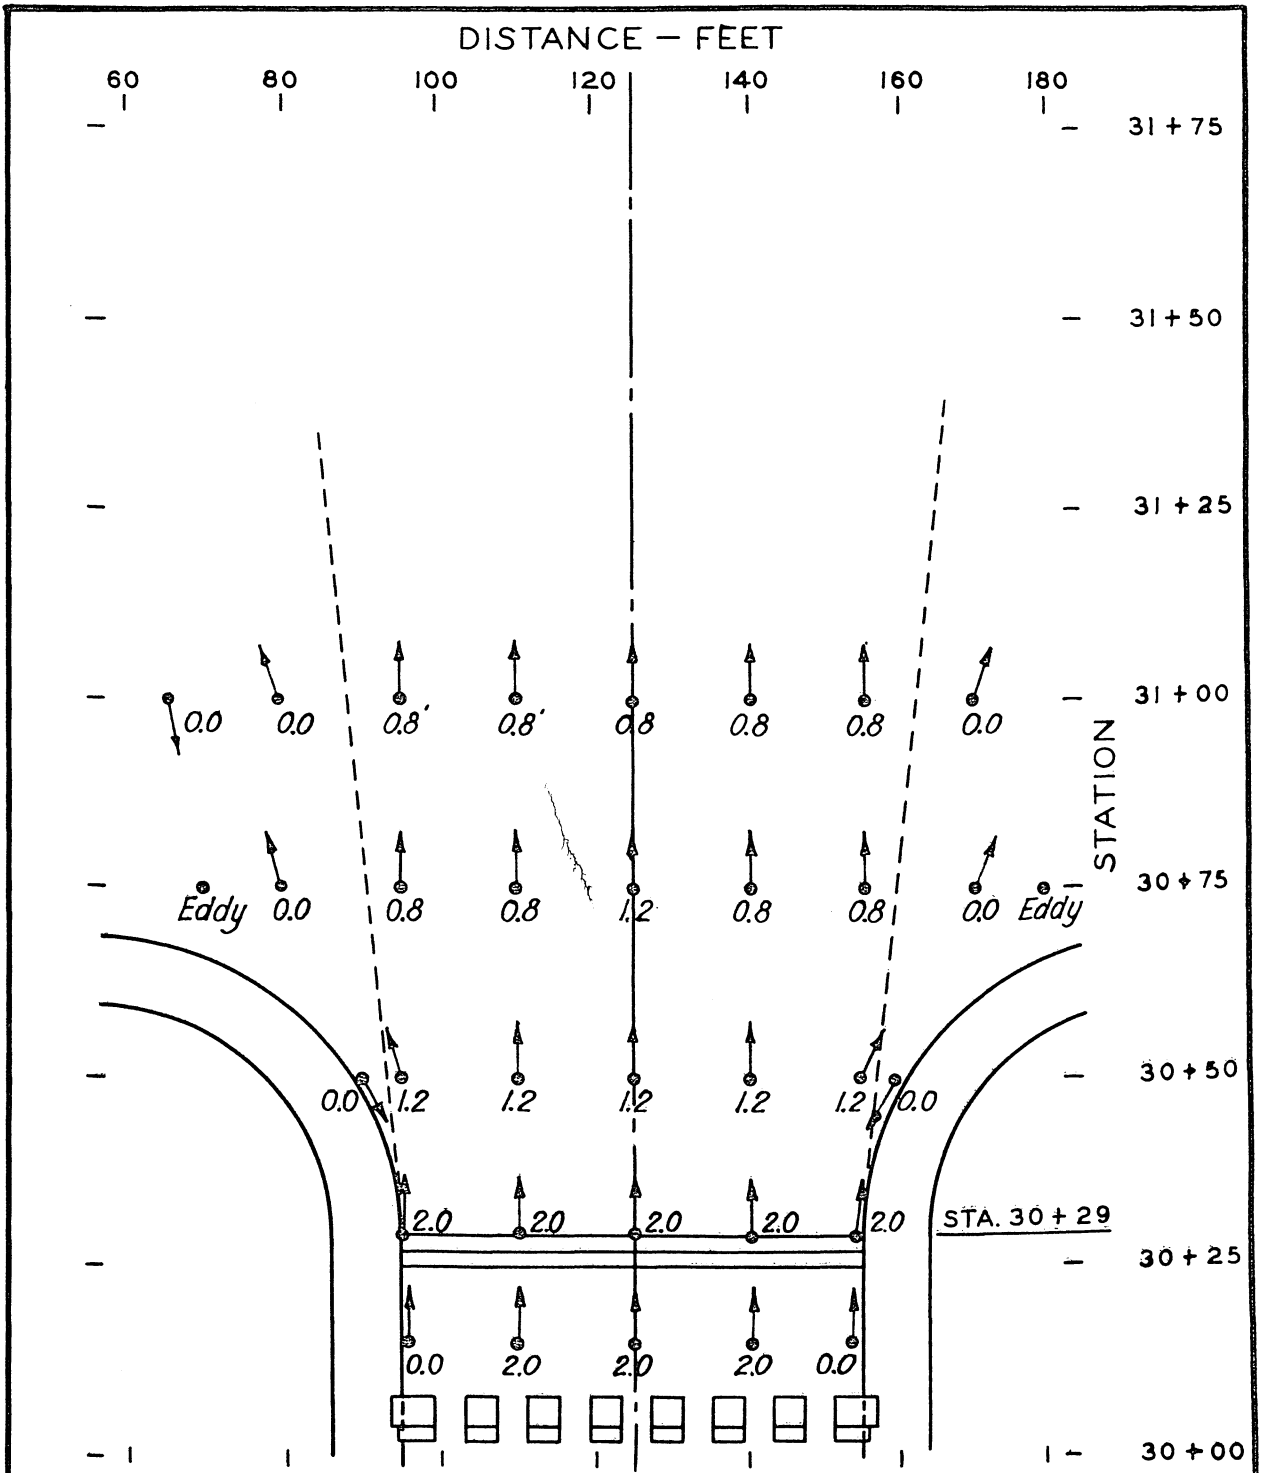 DISTANCE – FEET
60 80 100 120 140 160 180
31 + 75
31 + 50
31 + 25
31 + 00
0.0 0.0 0.8' 0.8' 0.8 0.8 0.8 0.0
STATION
30 + 75
Eddy 0.0 0.8 0.8 1.2 0.8 0.8 0.0 Eddy
30 + 50
0.0 1.2 1.2 1.2 1.2 1.2 0.0
2.0 2.0 2.0 2.0 2.0 STA. 30 + 29
30 + 25
0.0 2.0 2.0 2.0 0.0
30 + 00